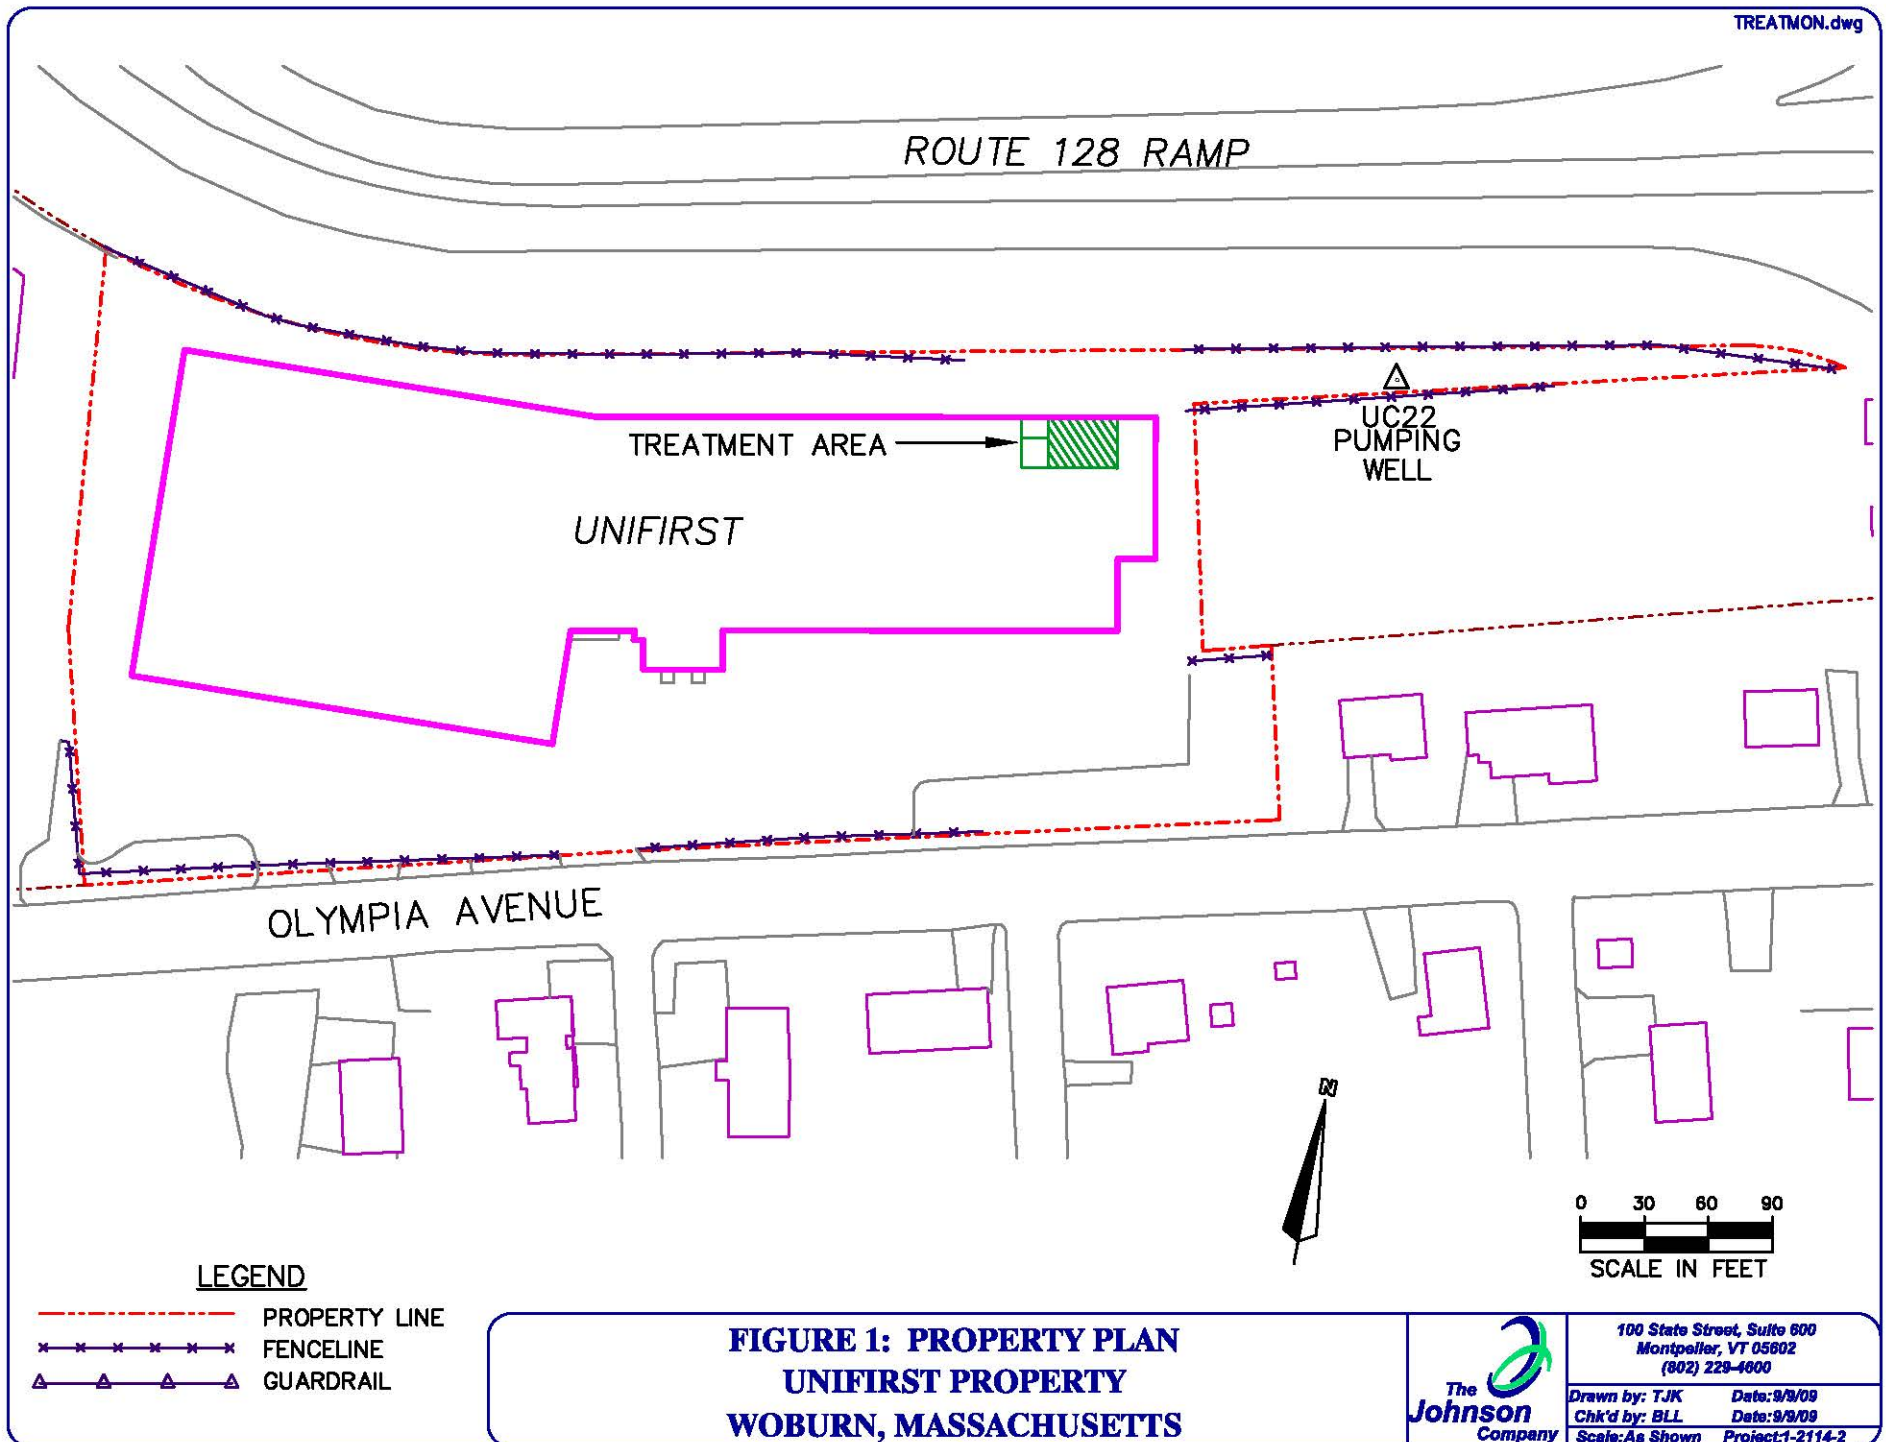 TREATMON.dwg
ROUTE 128 RAMP
TREATMENT AREA
UC22
PUMPING
WELL
UNIFIRST
OLYMPIA AVENUE
N
0 30 60 90
SCALE IN FEET
LEGEND
PROPERTY LINE
FENCELINE
GUARDRAIL
FIGURE 1: PROPERTY PLAN
UNIFIRST PROPERTY
WOBURN, MASSACHUSETTS
The
Johnson
Company
100 State Street, Suite 600
Montpelier, VT 05602
(802) 229-4600
Drawn by: TJK Date:9/9/09
Chk'd by: BLL Date:9/9/09
Scale:As Shown Project:1-2114-2